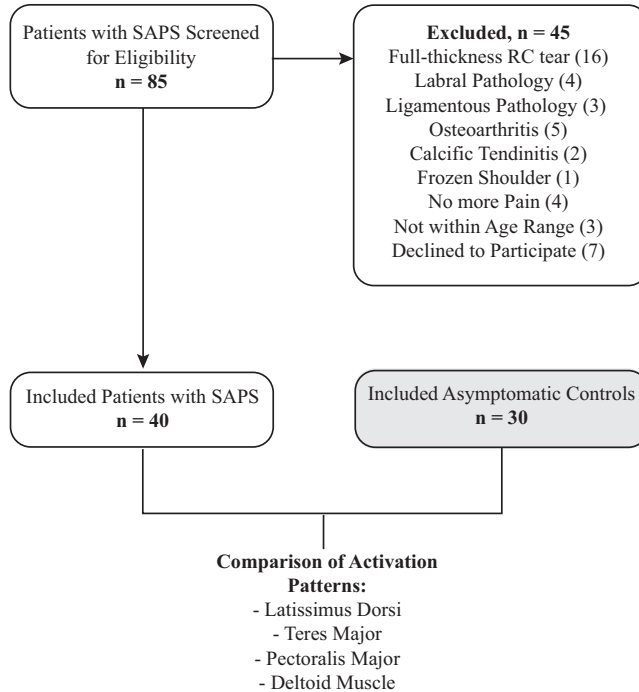 Patients with SAPS Screened
for Eligibility
n = 85
Excluded, n = 45
Full-thickness RC tear (16)
Labral Pathology (4)
Ligamentous Pathology (3)
Osteoarthritis (5)
Calcific Tendinitis (2)
Frozen Shoulder (1)
No more Pain (4)
Not within Age Range (3)
Declined to Participate (7)
Included Patients with SAPS
n = 40
Included Asymptomatic Controls
n = 30
Comparison of Activation
Patterns:
- Latissimus Dorsi
- Teres Major
- Pectoralis Major
- Deltoid Muscle